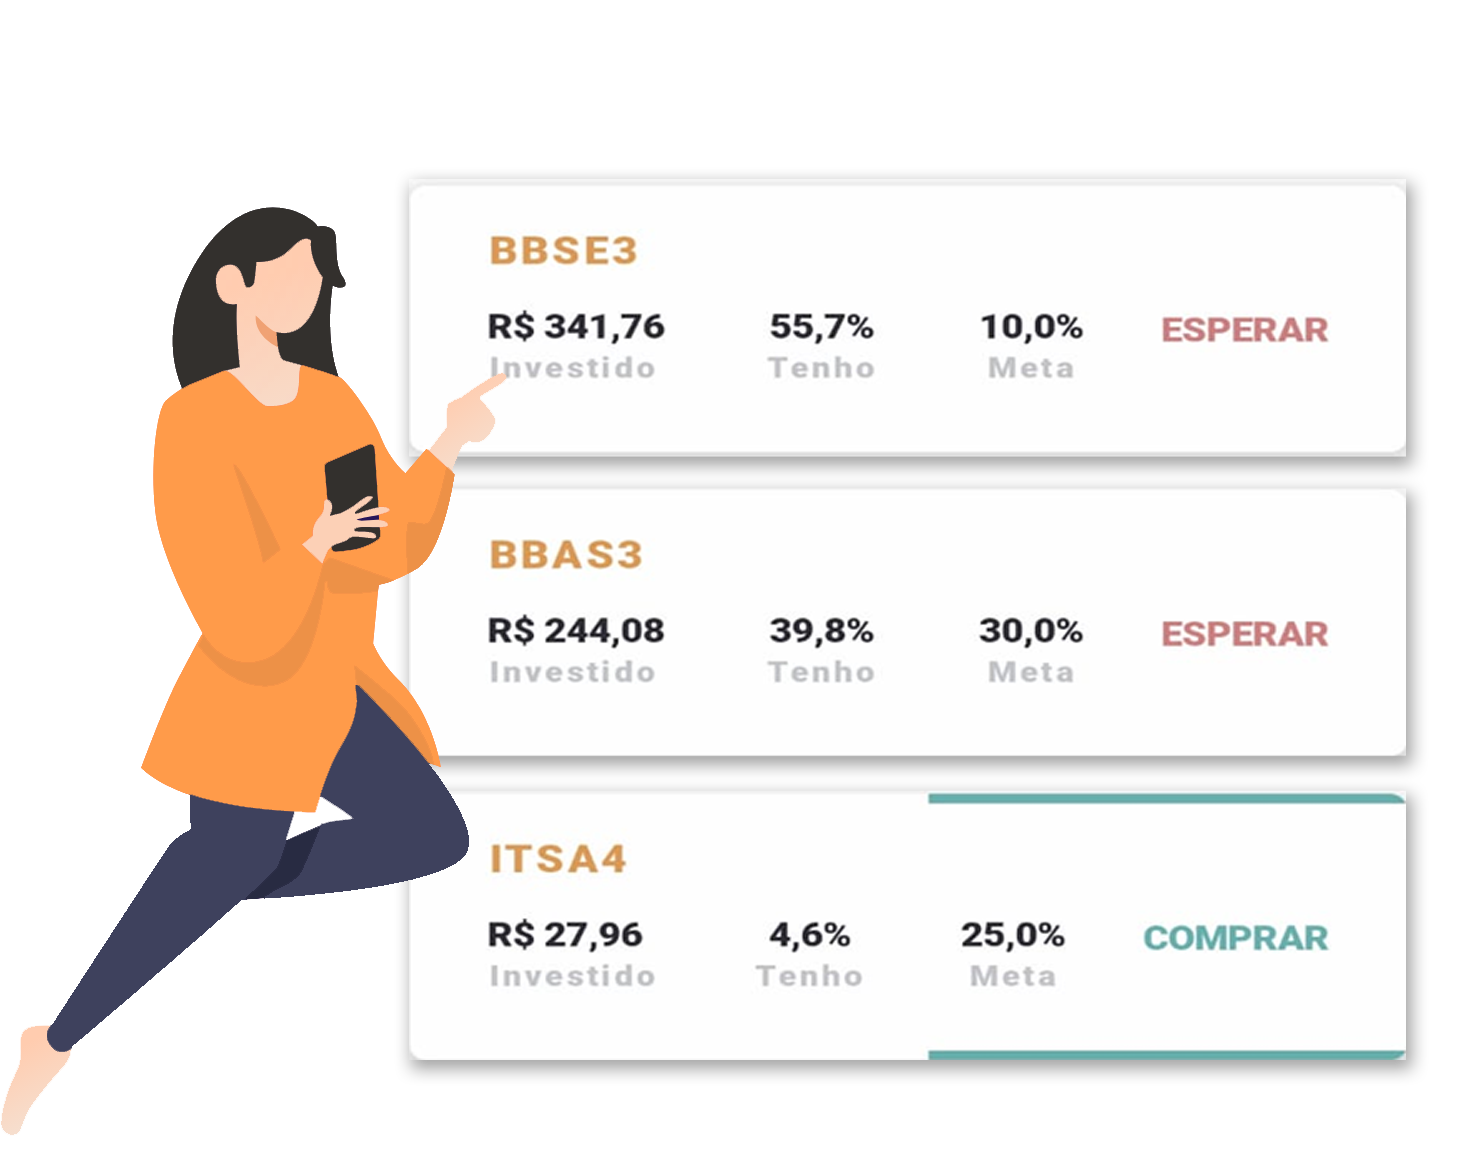 BBSE3
R$ 341,76 55,7% 10,0% ESPERAR
Investido Tenho Meta
BBAS3
R$ 244,08 39,8% 30,0% ESPERAR
Investido Tenho Meta
ITSA4
R$ 27,96 4,6% 25,0% COMPRAR
Investido Tenho Meta